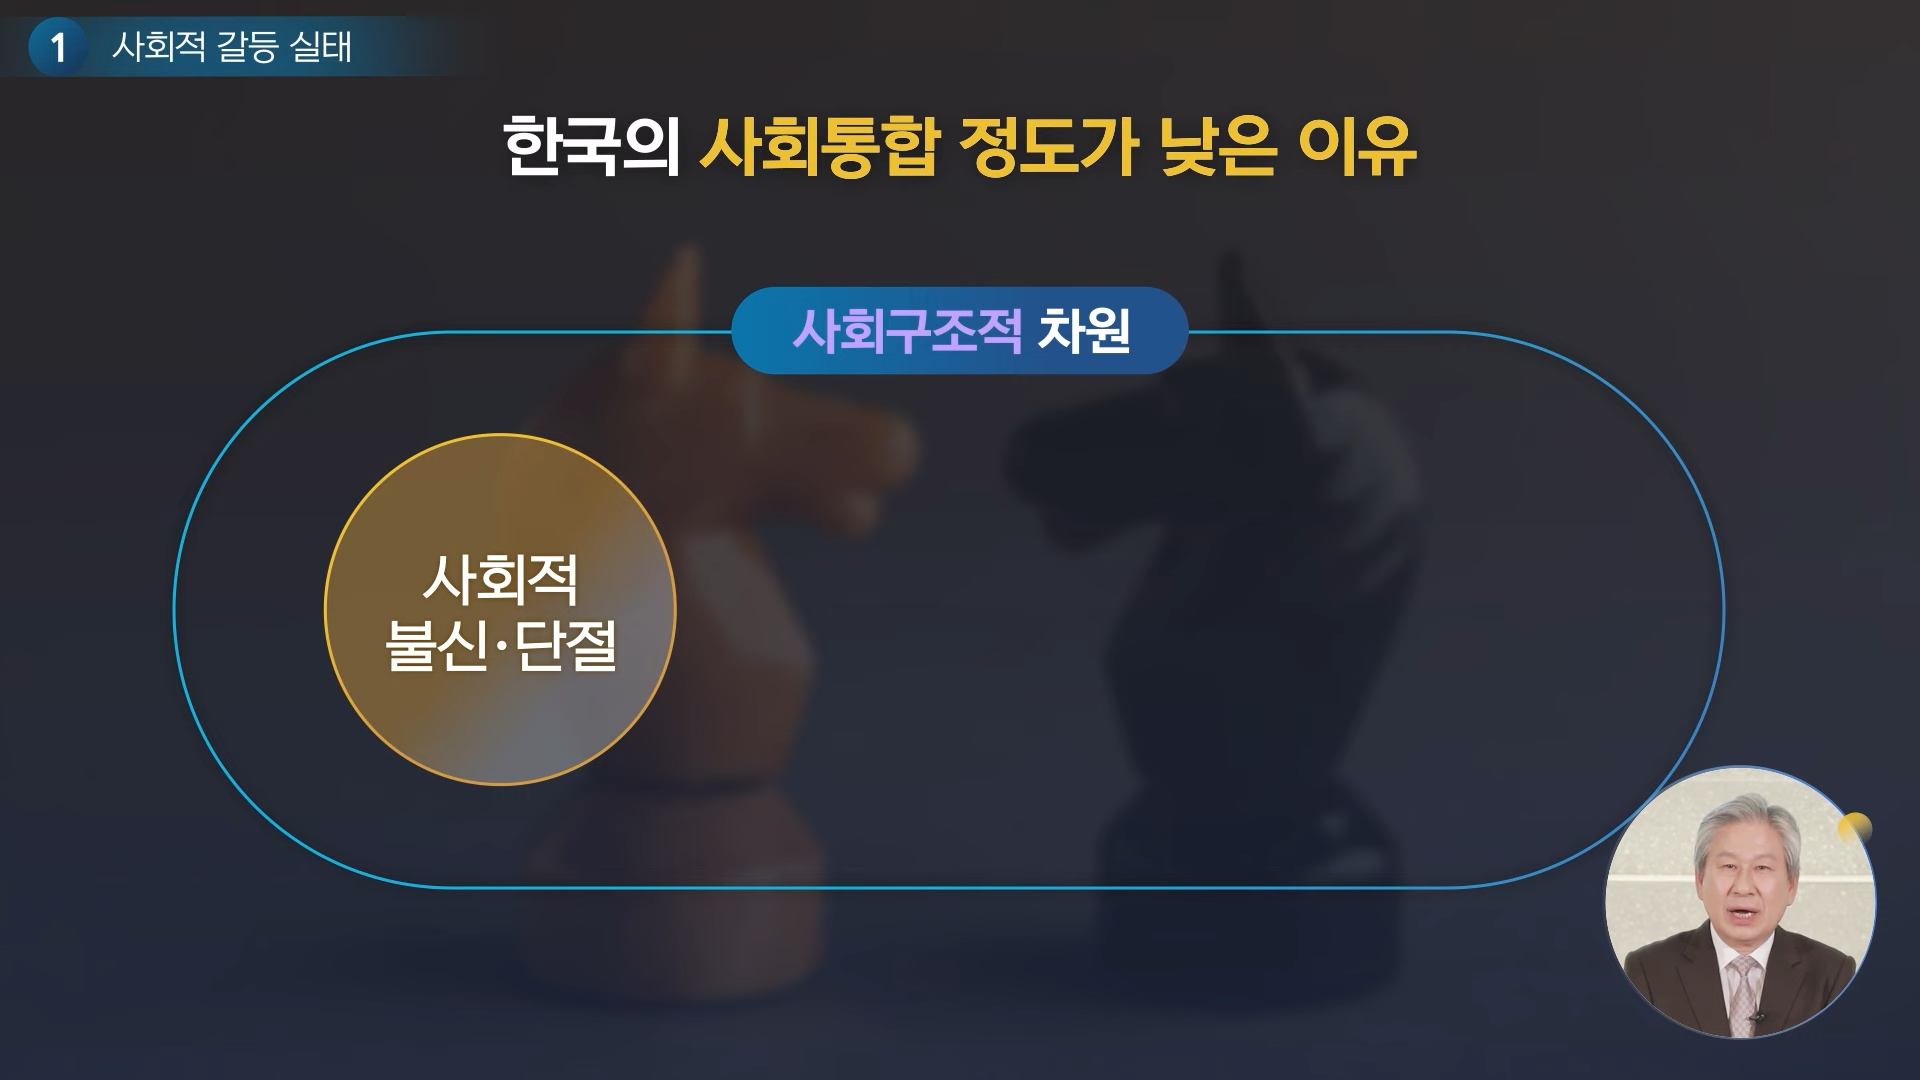 1 사회적 갈등 실태
한국의 사회통합 정도가 낮은 이유
사회구조적 차원
사회적
불신·단절